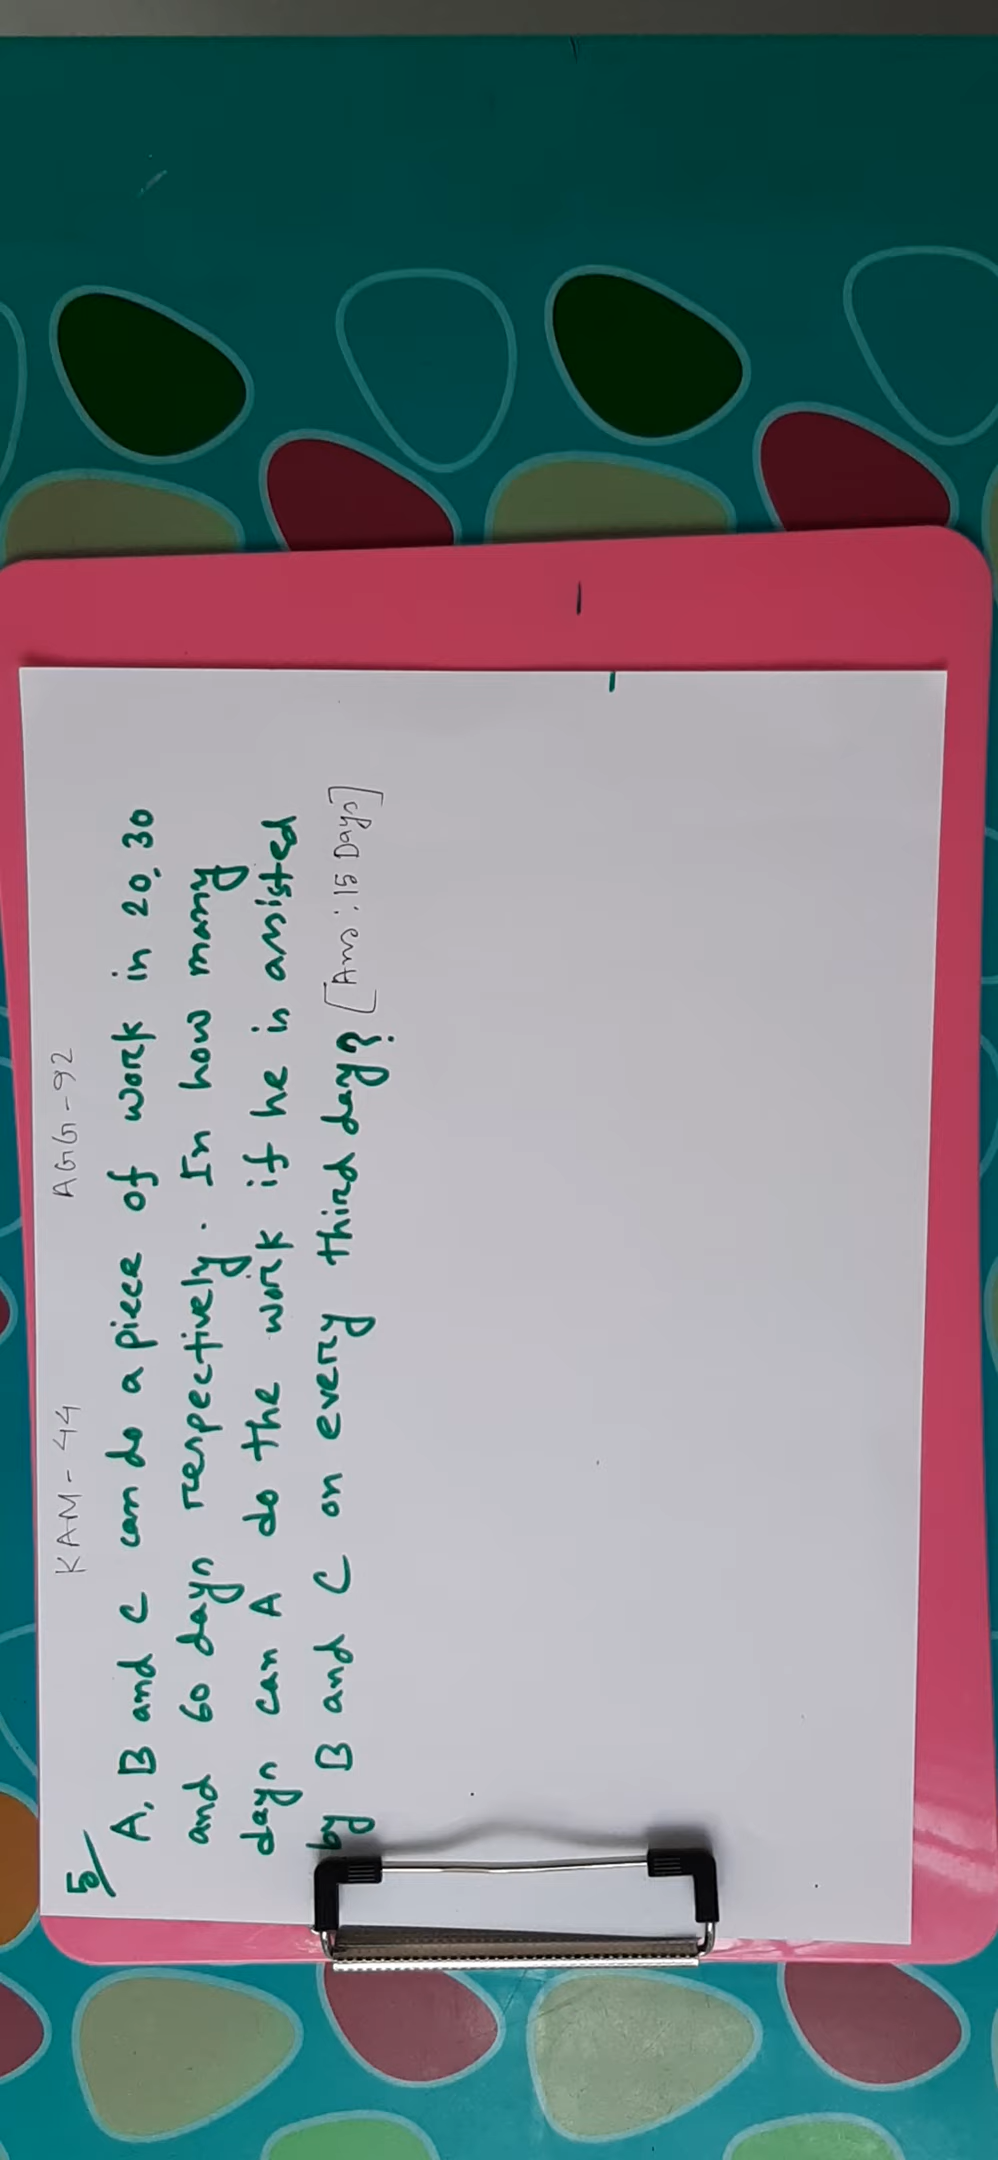 KAM-44 AGG-92
5/ A, B and C can do a piece of work in 20, 30
and 60 days respectively. In how many
days can A do the work if he is assisted
by B and C on every third day? [Ans: 15 Days]